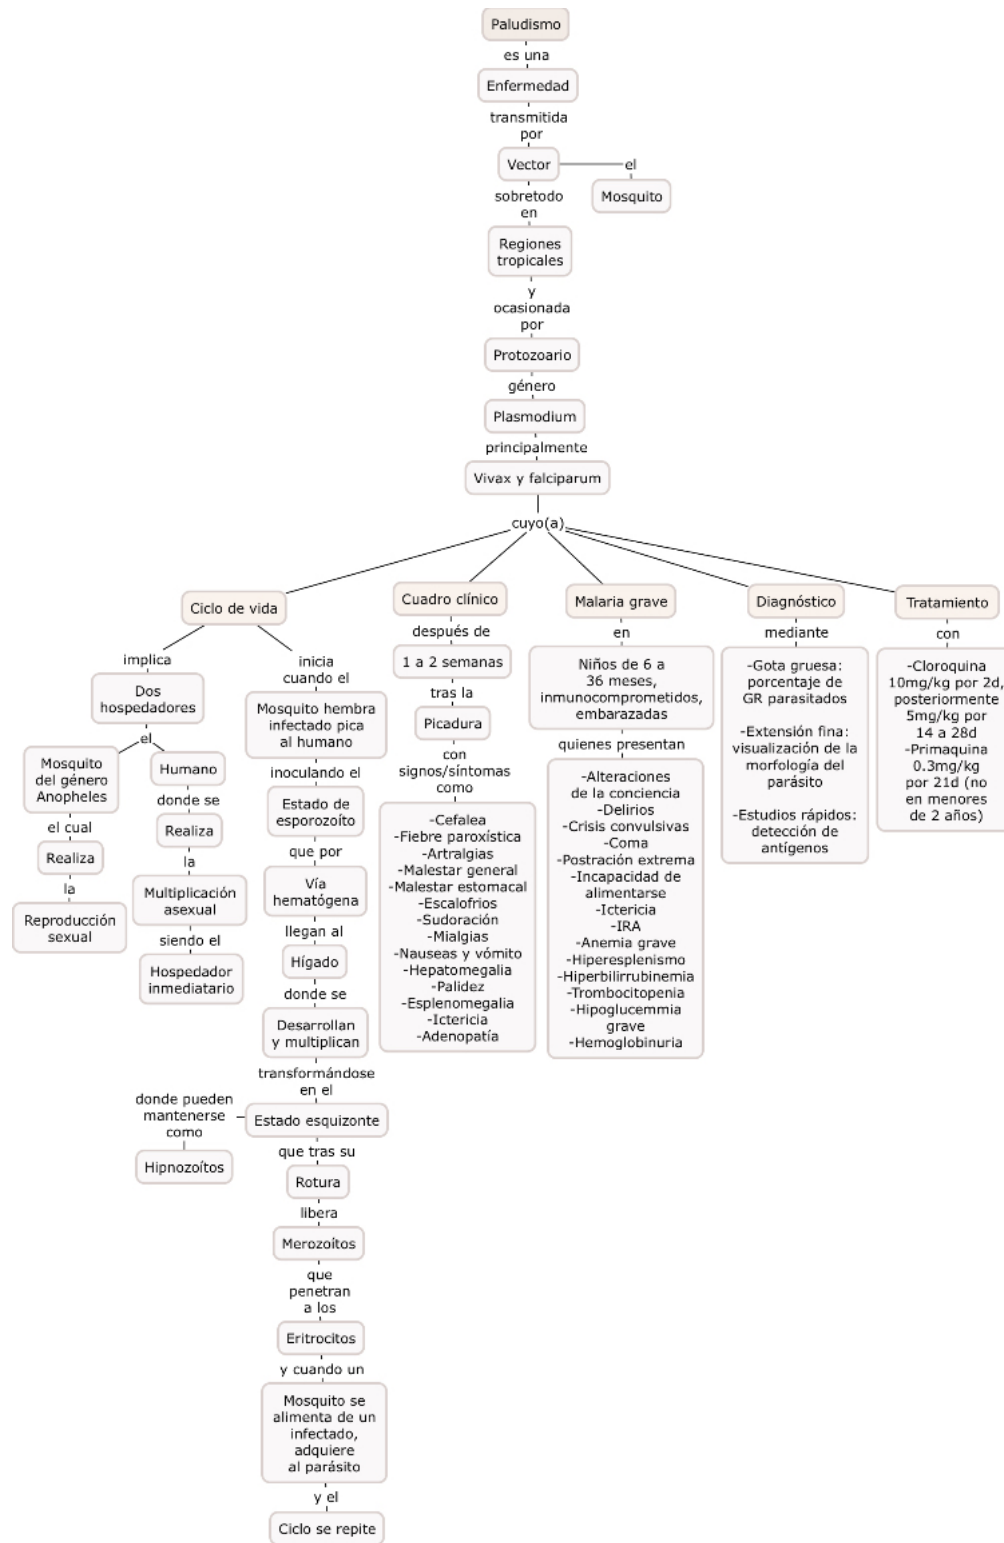 Paludismo
es una
Enfermedad
transmitida
por
Vector
el
Mosquito
sobretodo
en
Regiones
tropicales
y
ocasionada
por
Protozoario
género
Plasmodium
principalmente
Vivax y falciparum
cuyo(a)
Ciclo de vida
implica
Dos
hospedadores
el
Mosquito
del género
Anopheles
el cual
Realiza
la
Reproducción
sexual
Humano
donde se
Realiza
la
Multiplicación
asexual
siendo el
Hospedador
inmediatario
inicia
cuando el
Mosquito hembra
infectado pica
al humano
inoculando el
Estado de
esporozoíto
que por
Vía
hematógena
llegan al
Hígado
donde se
Desarrollan
y multiplican
transformándose
en el
Estado esquizonte
donde pueden
mantenerse
como
Hipnozoítos
que tras su
Rotura
libera
Merozoítos
que
penetran
a los
Eritrocitos
y cuando un
Mosquito se
alimenta de un
infectado,
adquiere
al parásito
y el
Ciclo se repite
Cuadro clínico
después de
1 a 2 semanas
tras la
Picadura
con
signos/síntomas
como
-Cefalea
-Fiebre paroxística
-Artralgias
-Malestar general
-Malestar estomacal
-Escalofrios
-Sudoración
-Mialgias
-Nauseas y vómito
-Hepatomegalia
-Palidez
-Esplenomegalia
-Ictericia
-Adenopatía
Malaria grave
en
Niños de 6 a
36 meses,
inmunocomprometidos,
embarazadas
quienes presentan
-Alteraciones
de la conciencia
-Delirios
-Crisis convulsivas
-Coma
-Postración extrema
-Incapacidad de
alimentarse
-Ictericia
-IRA
-Anemia grave
-Hiperesplenismo
-Hiperbilirrubinemia
-Trombocitopenia
-Hipoglucemmia
grave
-Hemoglobinuria
Diagnóstico
mediante
-Gota gruesa:
porcentaje de
GR parasitados
-Extensión fina:
visualización de la
morfología del
parásito
-Estudios rápidos:
detección de
antígenos
Tratamiento
con
-Cloroquina
10mg/kg por 2d,
posteriormente
5mg/kg por
14 a 28d
-Primaquina
0.3mg/kg
por 21d (no
en menores
de 2 años)